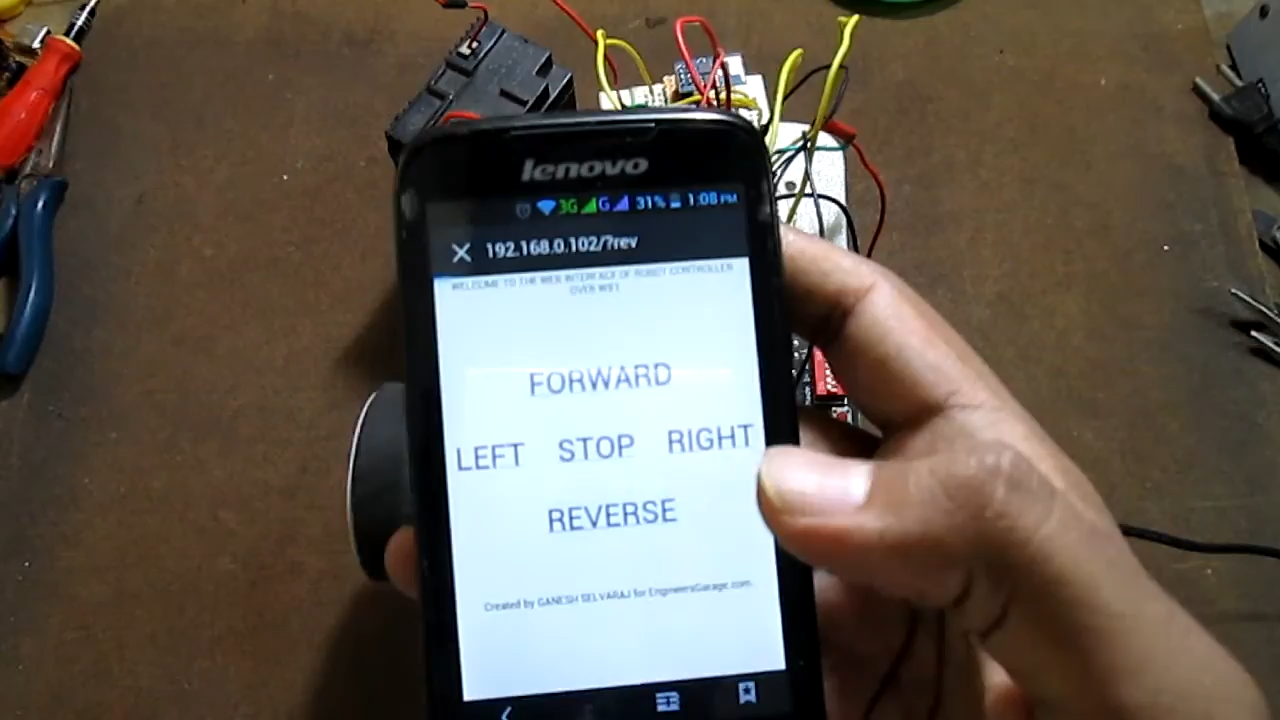 lenovo
3G G 31% 1:08 PM
192.168.0.102/?rev
WELCOME TO THE WEB INTERFACE OF ROBOT CONTROLLER
OVER WIFI
FORWARD
LEFT STOP RIGHT
REVERSE
Created by GANESH SELVARAJ for EngineersGarage.com.